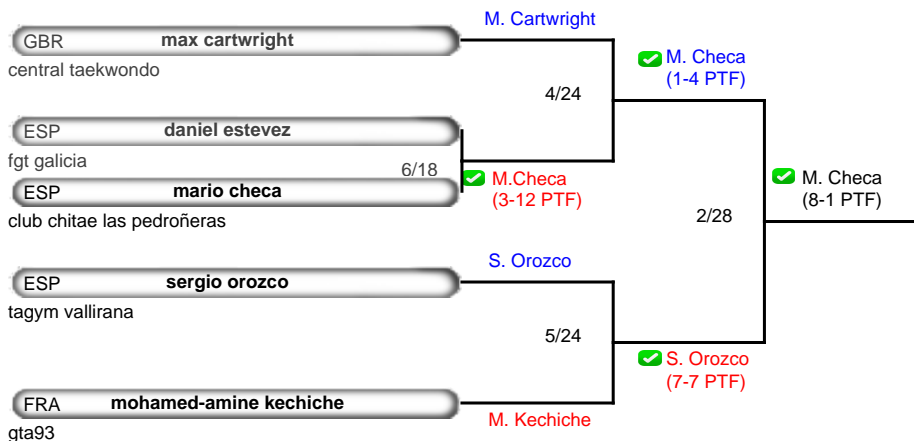 M. Cartwright
GBR max cartwright
central taekwondo
M. Checa
(1-4 PTF)
4/24
ESP daniel estevez
fgt galicia
6/18
ESP mario checa
club chitae las pedroñeras
M.Checa
(3-12 PTF)
M. Checa
(8-1 PTF)
2/28
S. Orozco
ESP sergio orozco
tagym vallirana
5/24
S. Orozco
(7-7 PTF)
FRA mohamed-amine kechiche
gta93
M. Kechiche